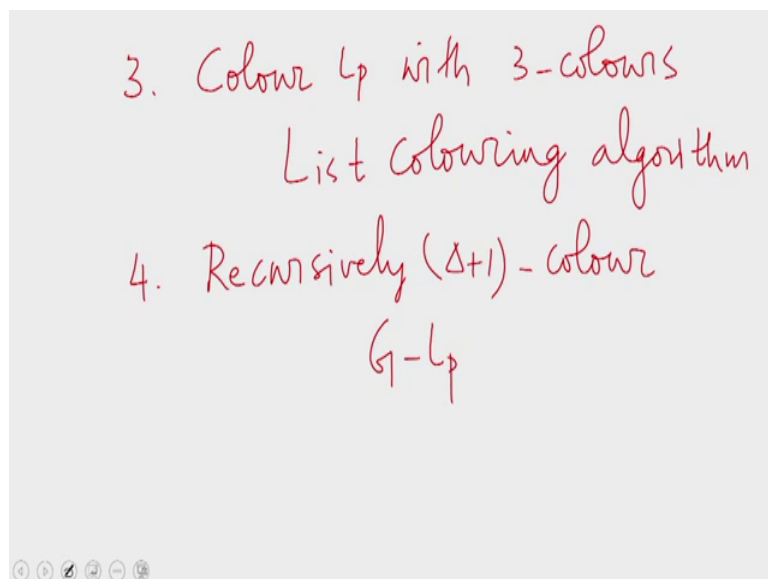 3. Colour Lp with 3-colours
List colouring algorithm
4. Recursively (Δ+1)-colour
G-Lp